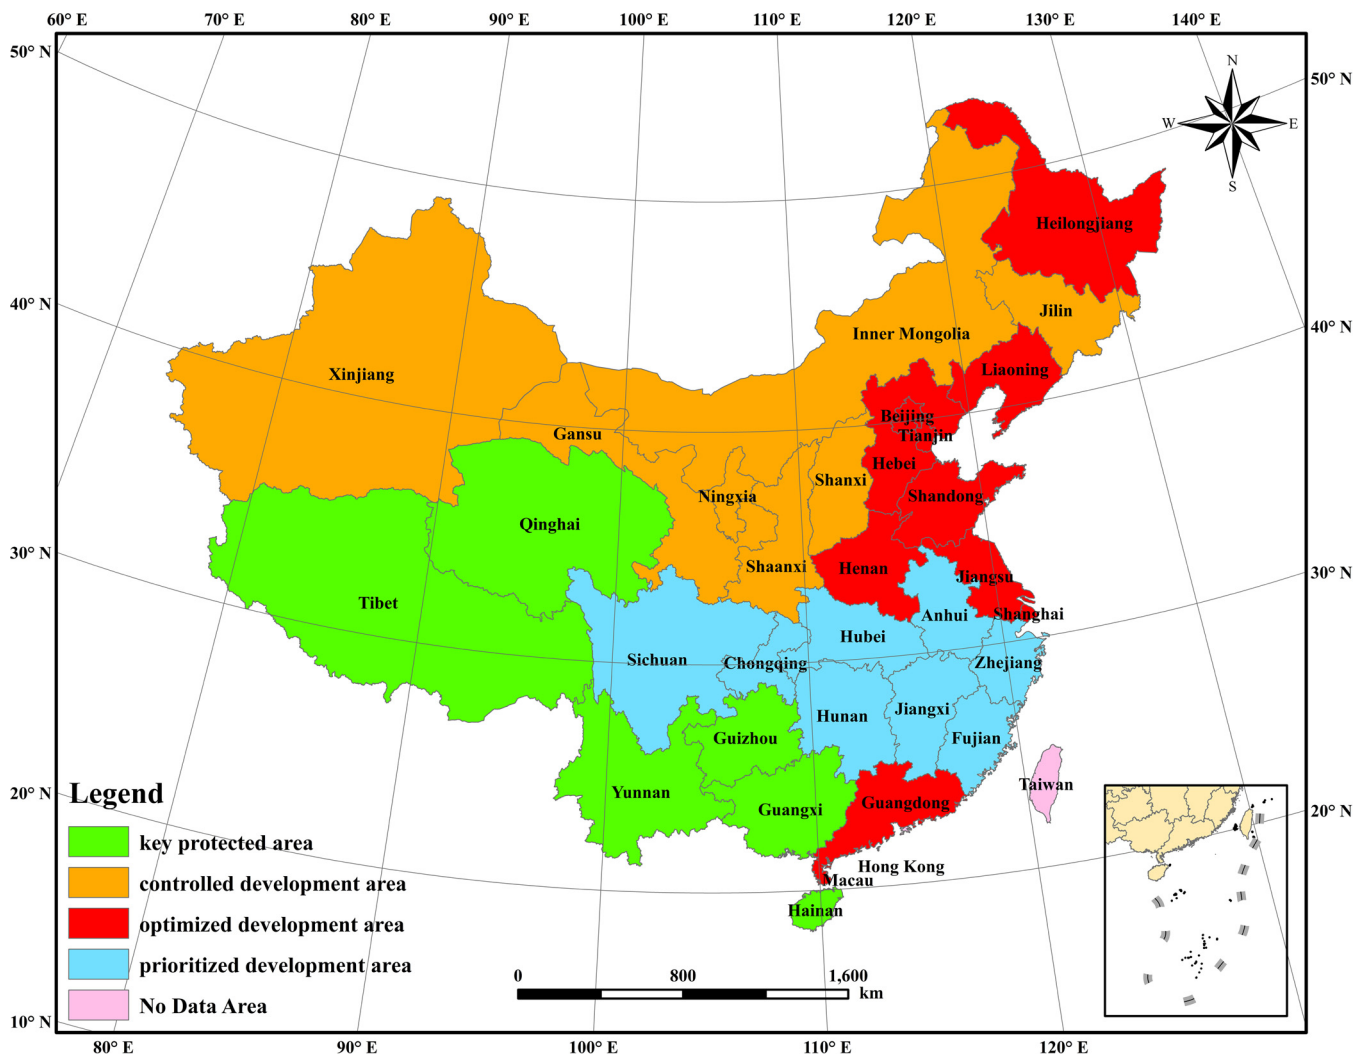 60° E
70° E
80° E
90° E
100° E
110° E
120° E
130° E
140° E
50° N
50° N
N
W
E
S
Heilongjiang
40° N
Jilin
40° N
Inner Mongolia
Liaoning
Xinjiang
Beijing
Gansu
Tianjin
Hebei
Shanxi
Ningxia
Shandong
Qinghai
30° N
Shaanxi
Henan
Jiangsu
30° N
Tibet
Anhui
Shanghai
Hubei
Sichuan
Chongqing
Zhejiang
Hunan
Jiangxi
Guizhou
Fujian
Taiwan
20° N
Legend
Yunnan
Guangxi
Guangdong
20° N
key protected area
Hong Kong
Macau
controlled development area
Hainan
optimized development area
prioritized development area
0
800
1,600
km
No Data Area
10° N
80° E
90° E
100° E
110° E
120° E